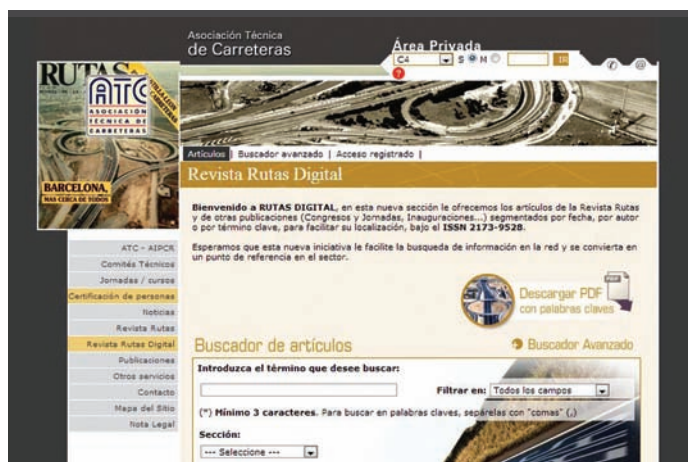 Asociación Técnica
de Carreteras
Área Privada
C4 S M IR
?
@
RUTAS
ATC
ASOCIACIÓN
TÉCNICA DE
CARRETERAS
BARCELONA,
MAS CERCA DE TODOS
Artículos | Buscador avanzado | Acceso registrado |
Revista Rutas Digital
Bienvenido a RUTAS DIGITAL, en esta nueva sección le ofrecemos los artículos de la Revista Rutas
y de otras publicaciones (Congresos y Jornadas, Inauguraciones...) segmentados por fecha, por autor
o por término clave, para facilitar su localización, bajo el ISSN 2173-9528.
Esperamos que esta nueva iniciativa le facilite la busqueda de información en la red y se convierta en
un punto de referencia en el sector.
PDF
Descargar PDF
con palabras claves
ATC - AIPCR
Comités Técnicos
Jornadas / cursos
Certificación de personas
Noticias
Revista Rutas
Revista Rutas Digital
Publicaciones
Otros servicios
Contacto
Mapa del Sitio
Nota Legal
Buscador de artículos
Buscador Avanzado
Introduzca el término que desee buscar:
Filtrar en: Todos los campos
(*) Mínimo 3 caracteres. Para buscar en palabras claves, sepárelas con "comas" (,)
Sección:
--- Seleccione ---